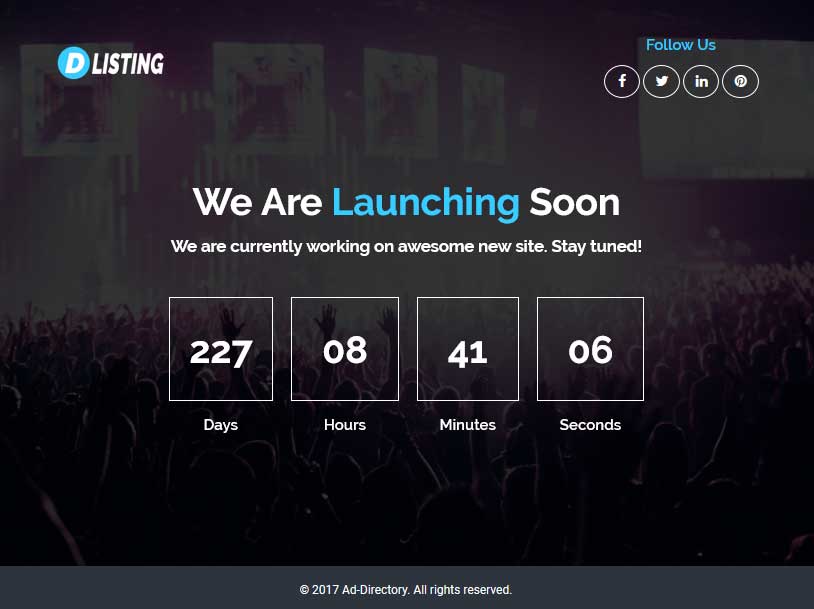 D LISTING
Follow Us
We Are Launching Soon
We are currently working on awesome new site. Stay tuned!
227 08 41 06
Days Hours Minutes Seconds
© 2017 Ad-Directory. All rights reserved.